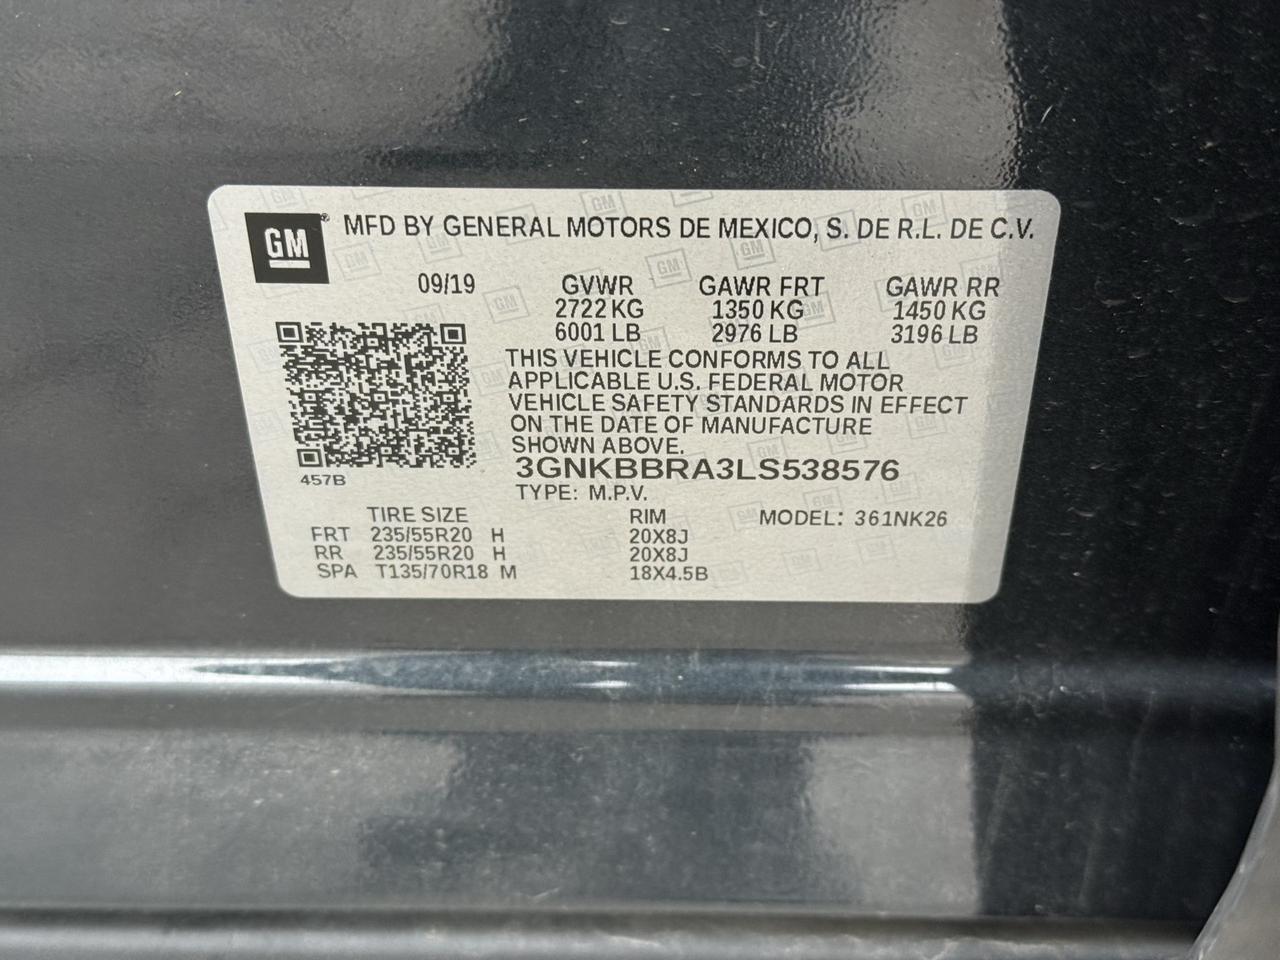 GM® MFD BY GENERAL MOTORS DE MEXICO, S. DE R.L. DE C.V.
09/19 GVWR GAWR FRT GAWR RR
2722 KG 1350 KG 1450 KG
6001 LB 2976 LB 3196 LB
THIS VEHICLE CONFORMS TO ALL
APPLICABLE U.S. FEDERAL MOTOR
VEHICLE SAFETY STANDARDS IN EFFECT
ON THE DATE OF MANUFACTURE
SHOWN ABOVE.
3GNKBBRA3LS538576
457B
TYPE: M.P.V.
TIRE SIZE RIM MODEL: 361NK26
FRT 235/55R20 H 20X8J
RR 235/55R20 H 20X8J
SPA T135/70R18 M 18X4.5B